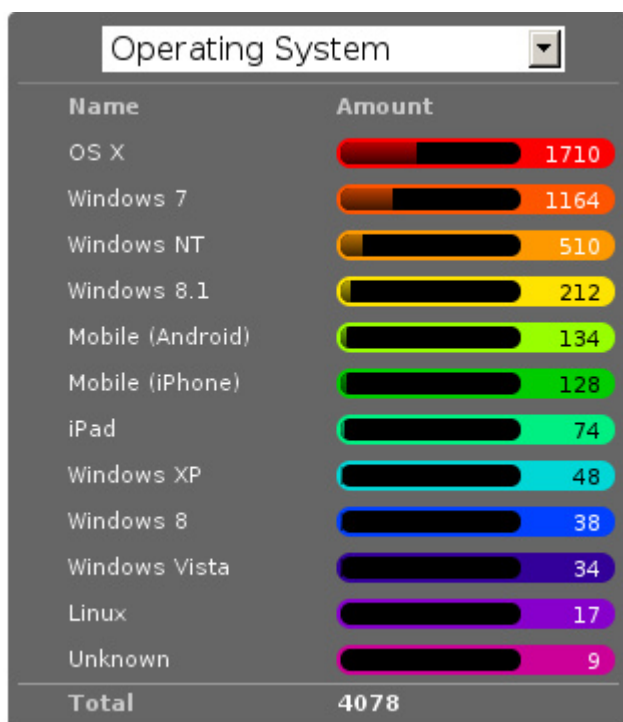 Operating System
Name Amount
OS X 1710
Windows 7 1164
Windows NT 510
Windows 8.1 212
Mobile (Android) 134
Mobile (iPhone) 128
iPad 74
Windows XP 48
Windows 8 38
Windows Vista 34
Linux 17
Unknown 9
Total 4078